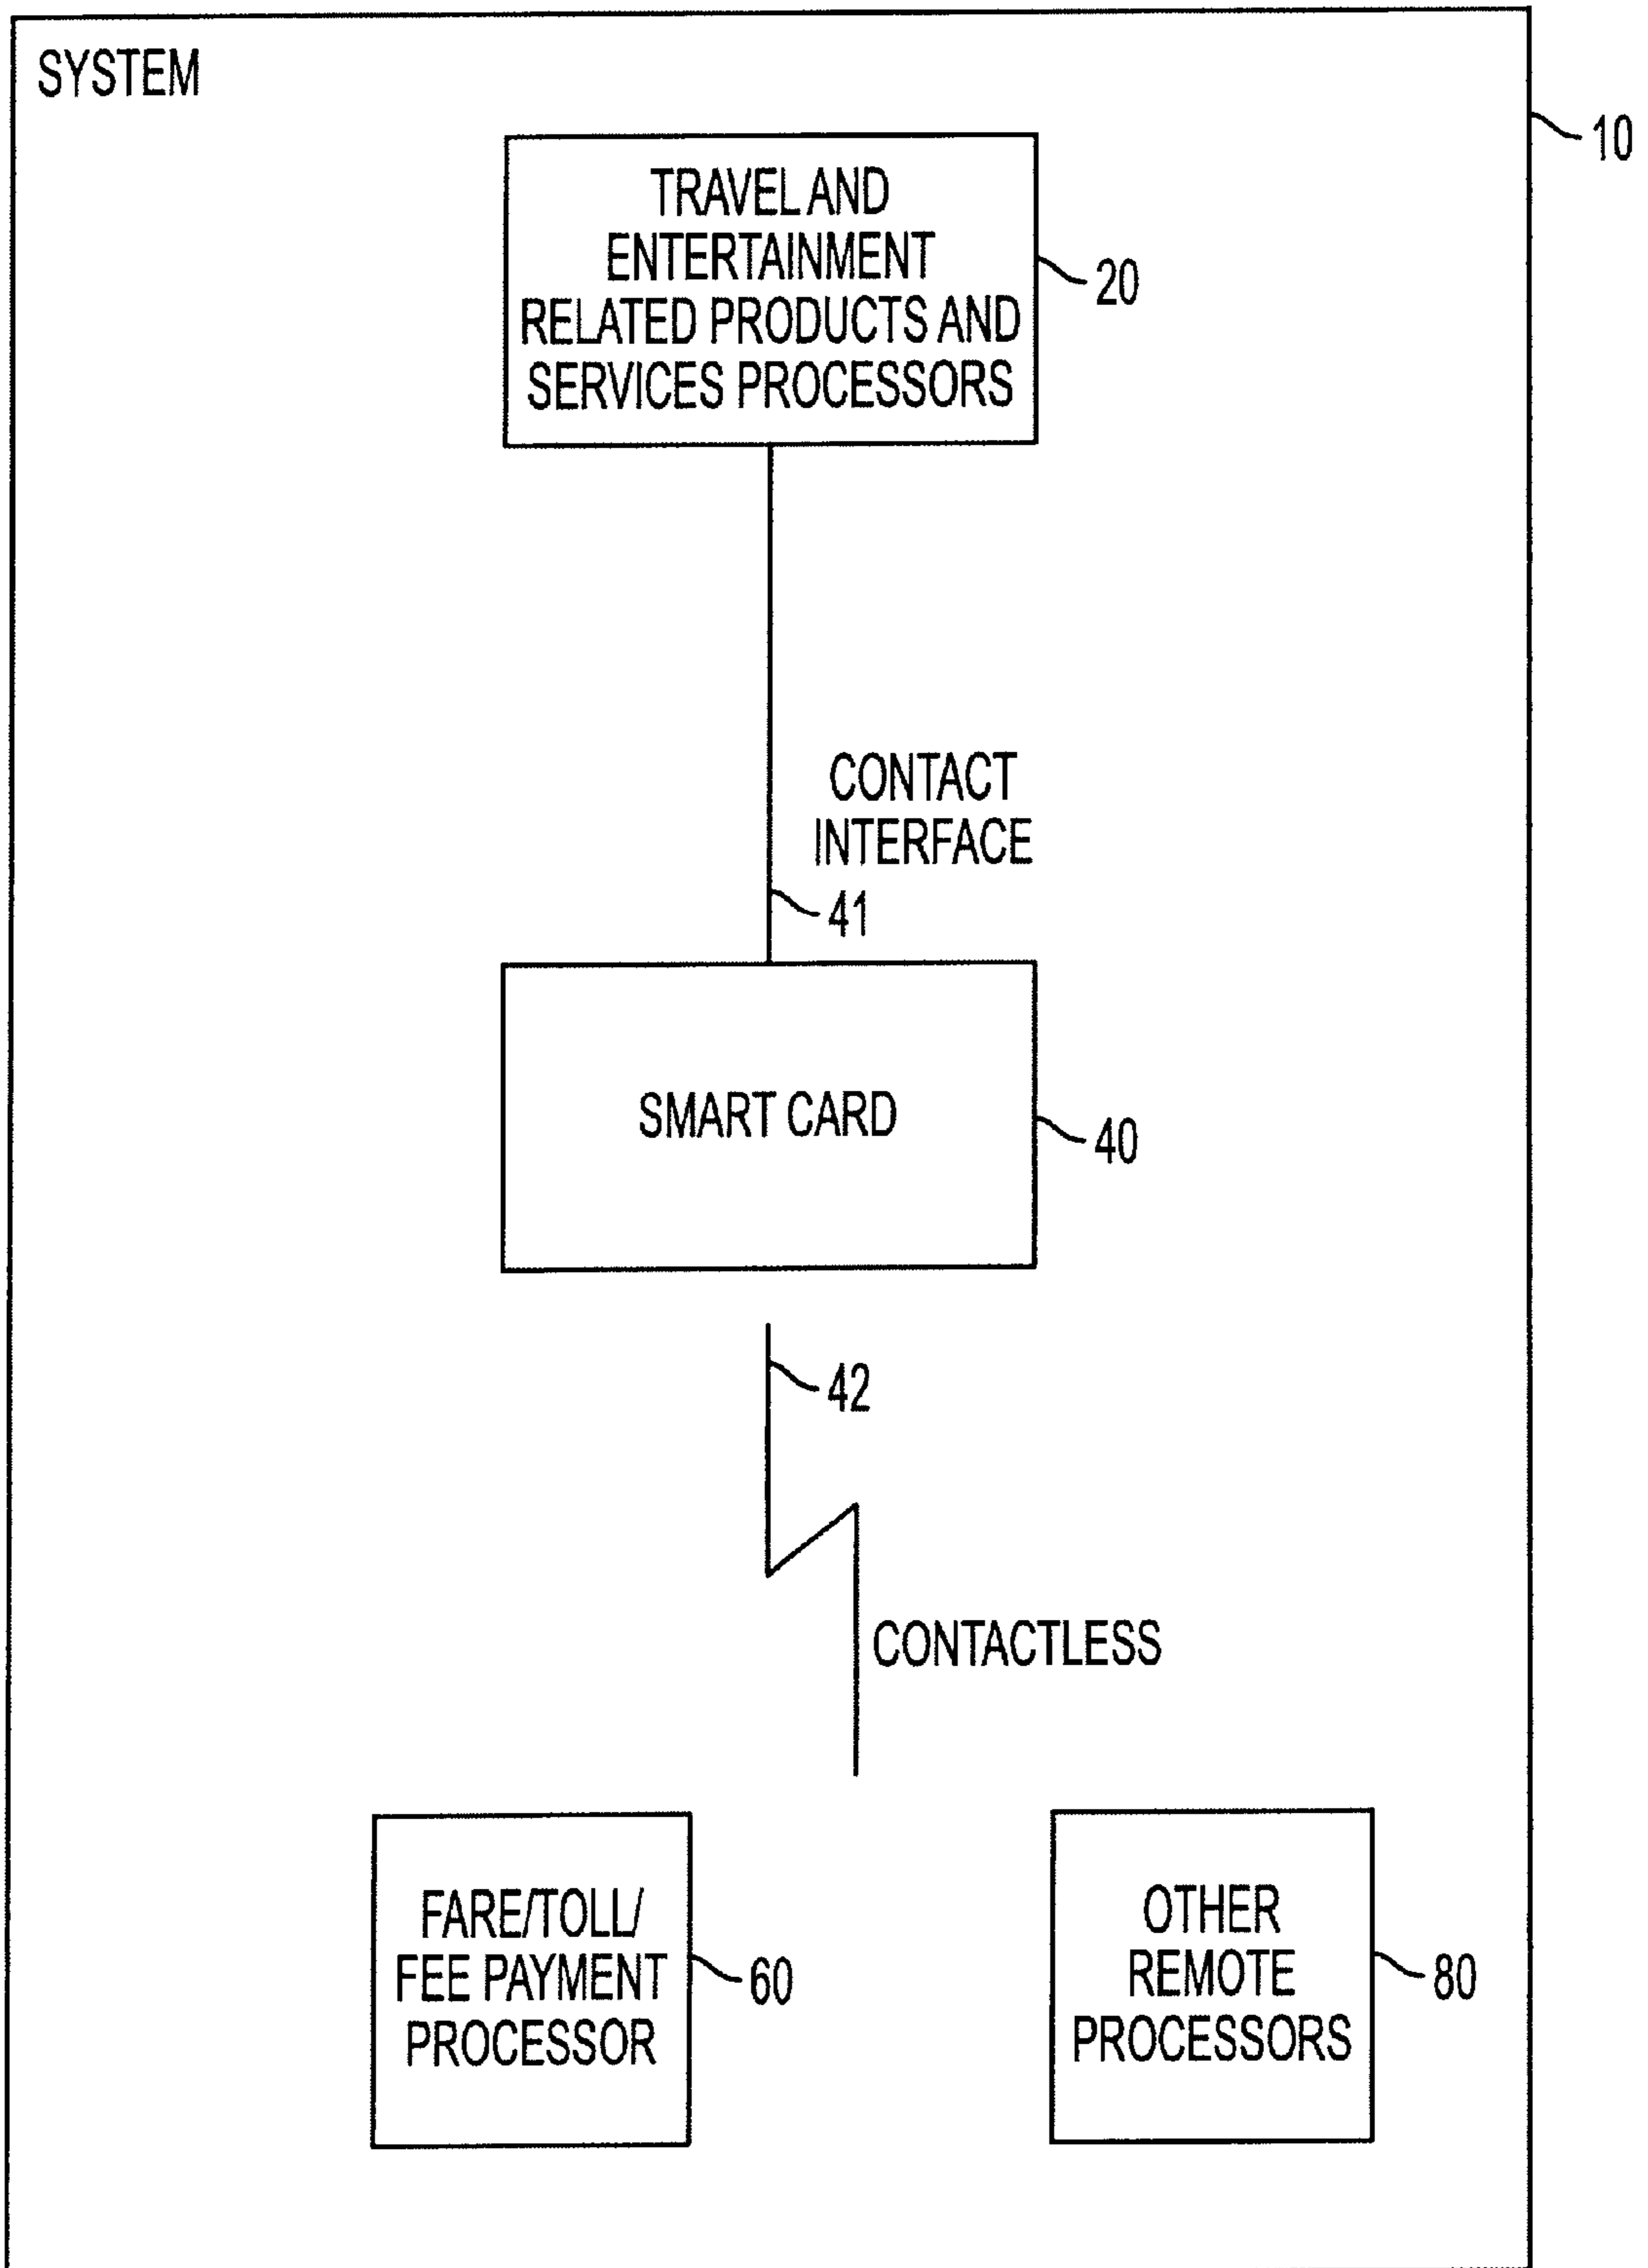 SYSTEM
10
TRAVEL AND
ENTERTAINMENT
RELATED PRODUCTS AND
SERVICES PROCESSORS
20
CONTACT
INTERFACE
41
SMART CARD
40
42
CONTACTLESS
FARE/TOLL/
FEE PAYMENT
PROCESSOR
60
OTHER
REMOTE
PROCESSORS
80